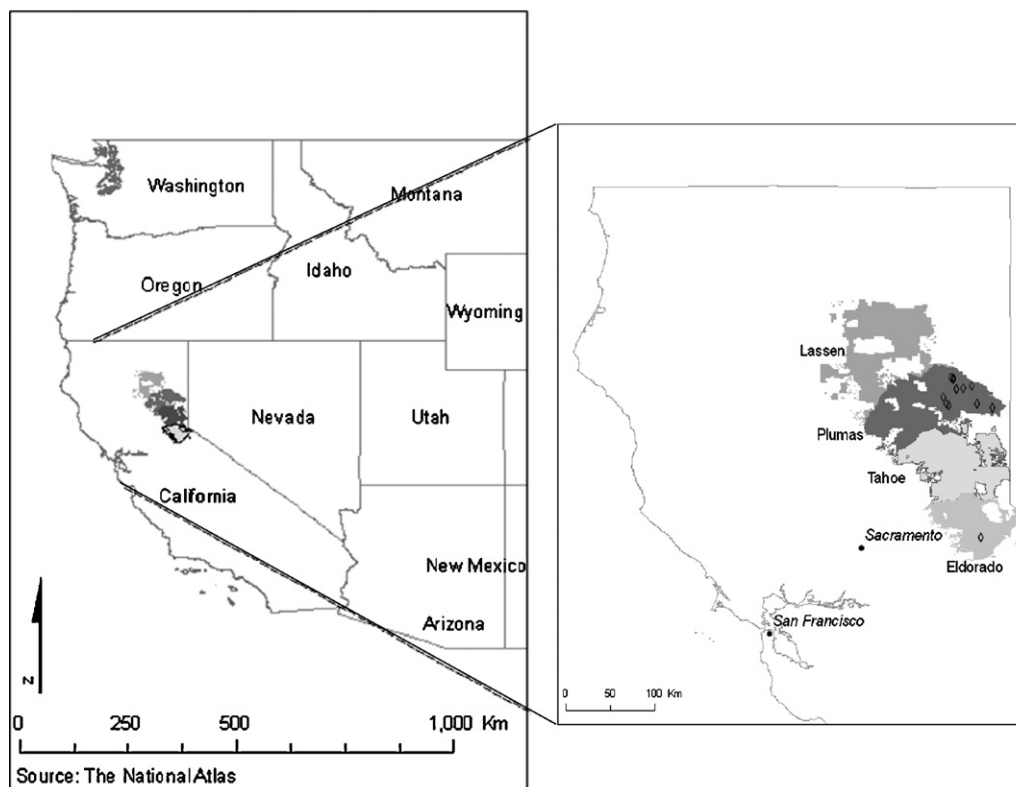 Washington
Montana
Oregon
Idaho
Wyoming
Nevada
Utah
Calfornia
New Mexico
Arizona
z
0 250 500 1,000 Km
Source: The National Atlas
Lassen
Plumas
Tahoe
Sacramento
Eldorado
San Francisco
0 50 100 Km